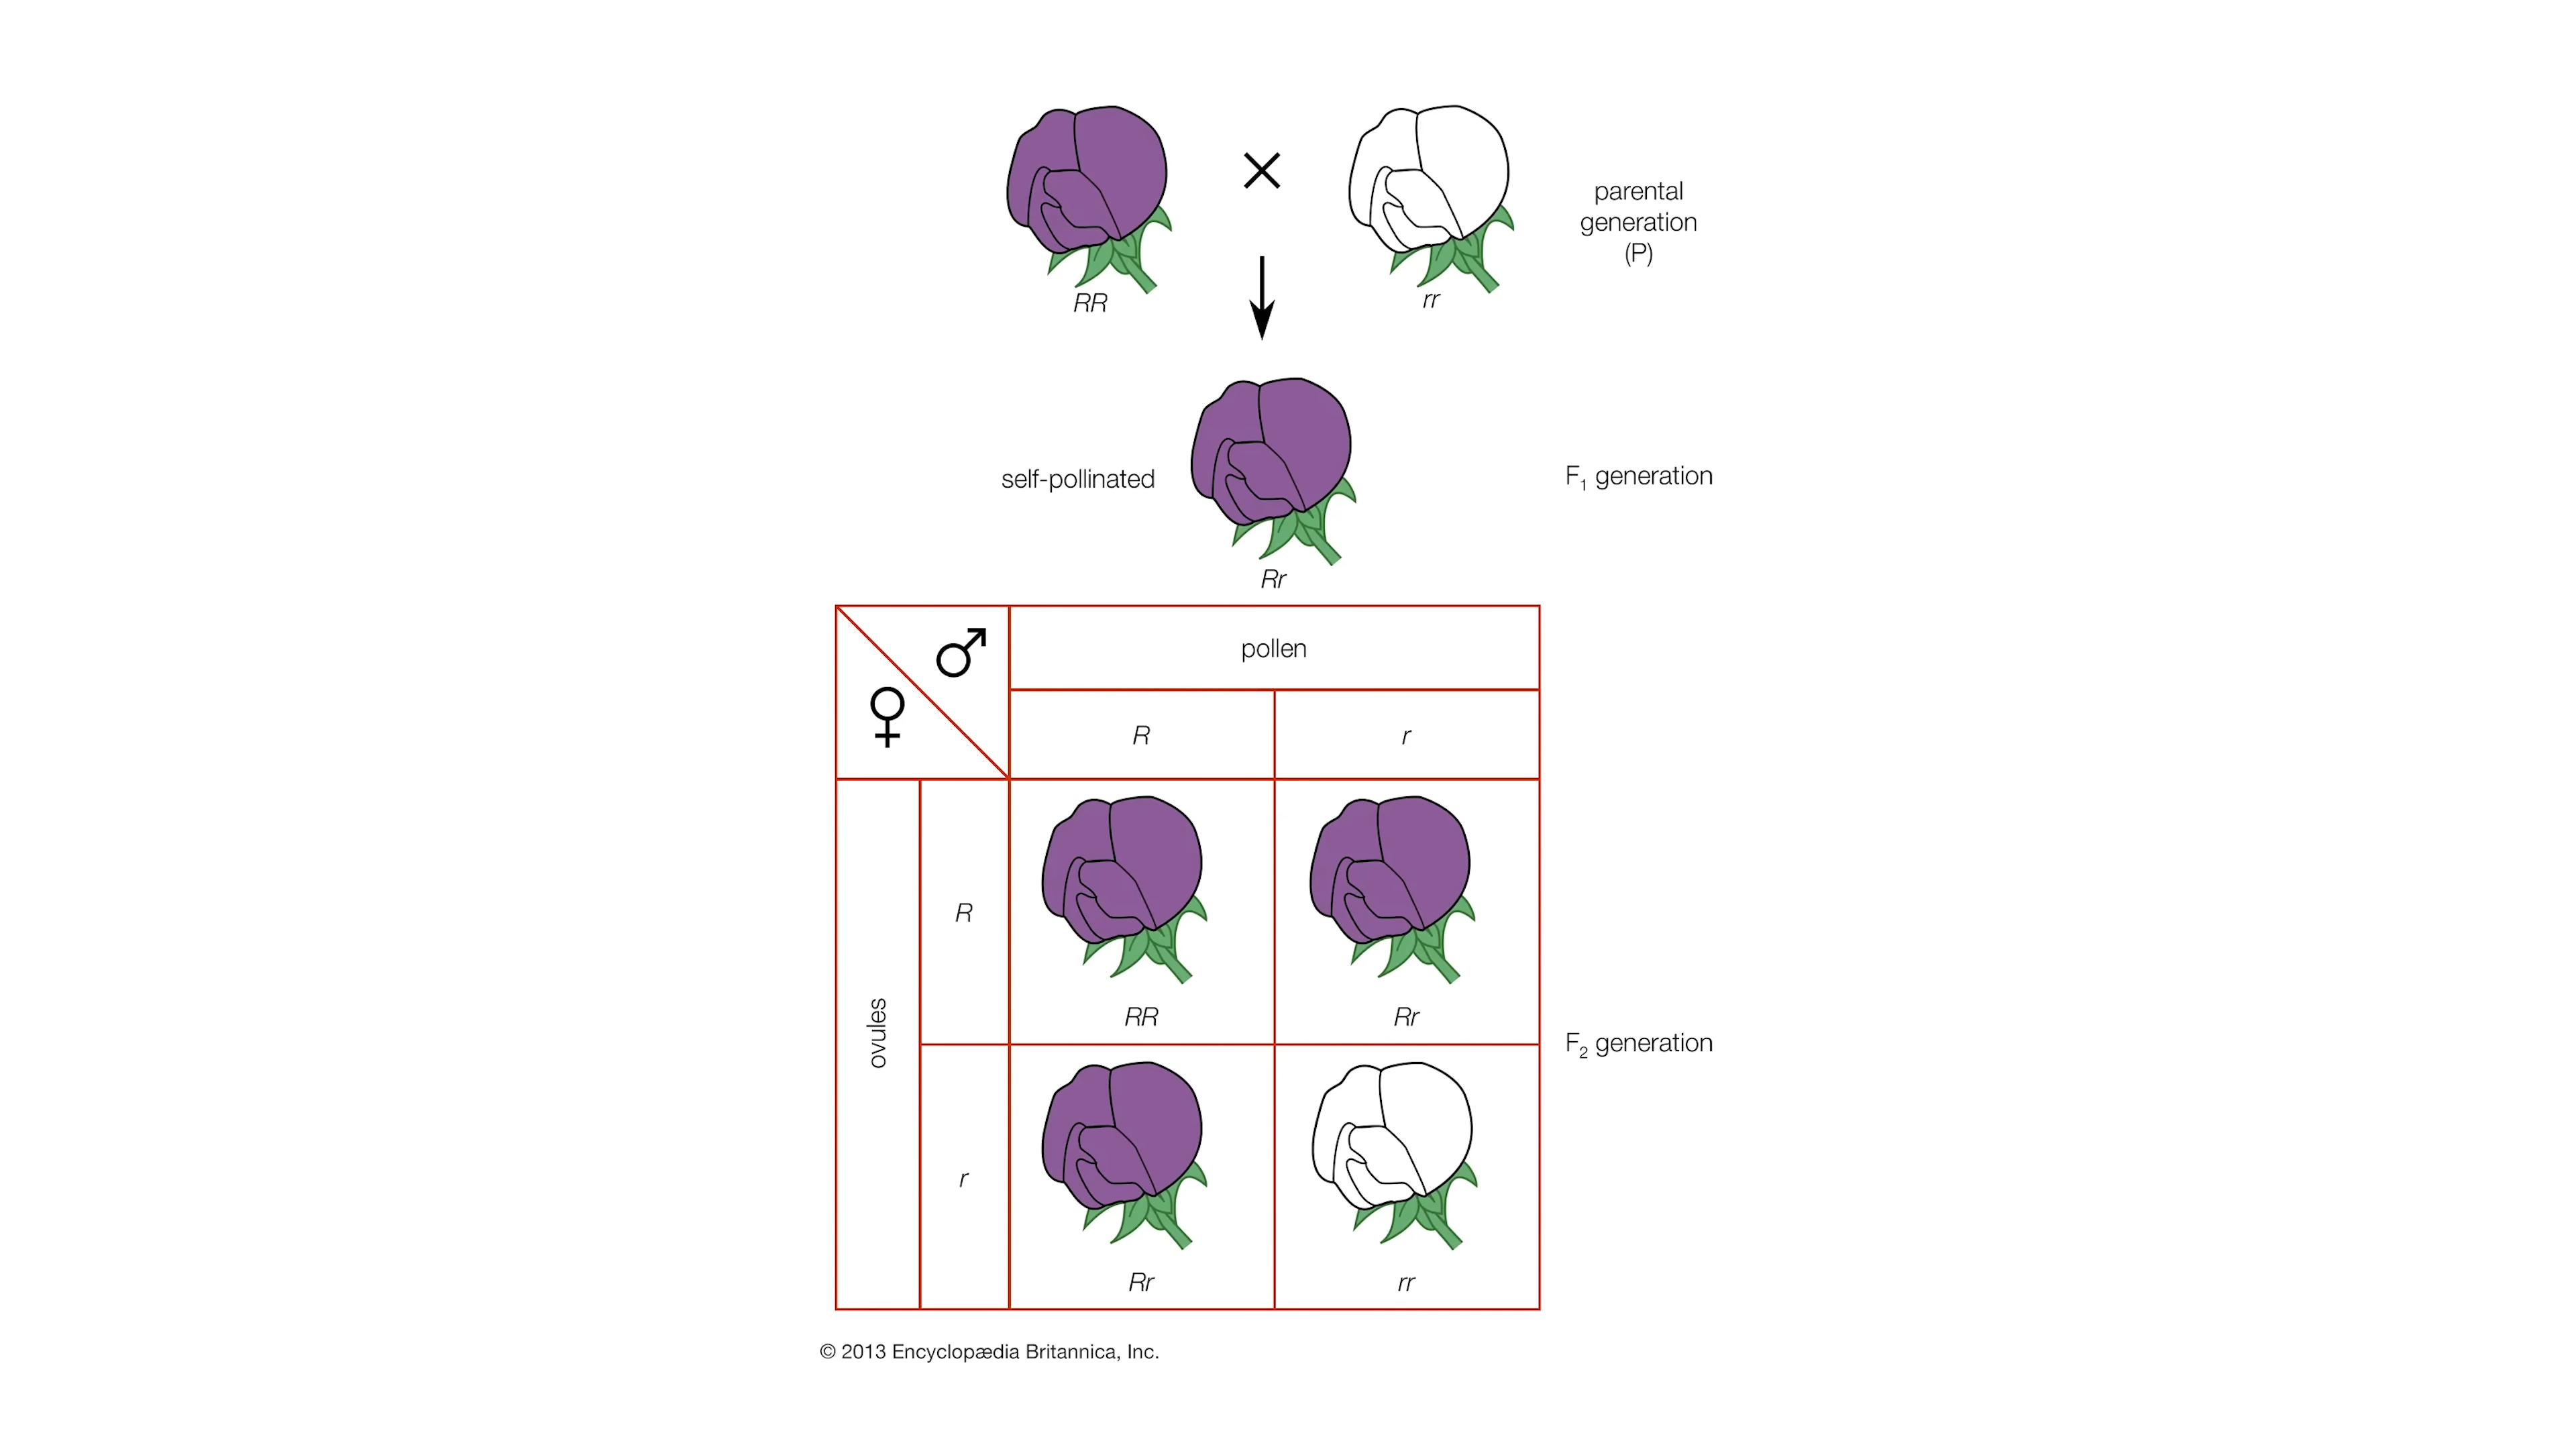 RR
×
rr
parental
generation
(P)
self-pollinated
F₁ generation
Rr
♂
♀
pollen
R
r
ovules
R
RR
Rr
F₂ generation
r
Rr
rr
© 2013 Encyclopædia Britannica, Inc.